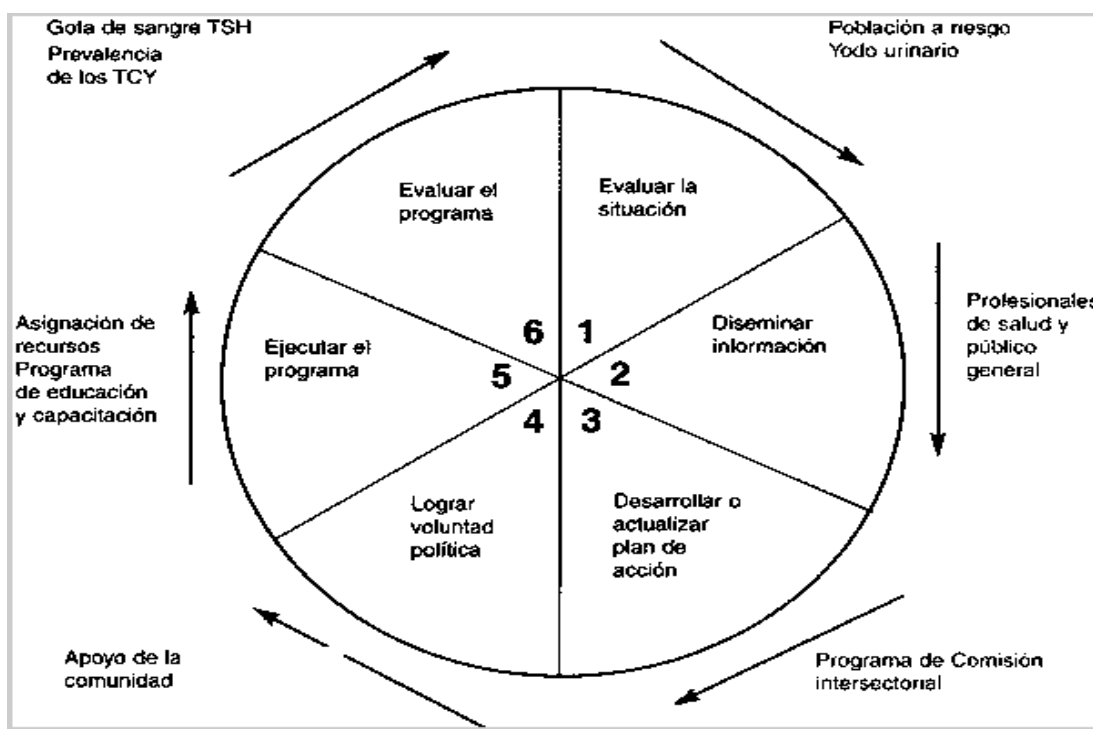 Gota de sangre TSH
Prevalencia
de los TCY
Población a riesgo
Yodo urinario
Evaluar el
programa
Evaluar la
situación
Asignación de
recursos
Programa
de educación
y capacitación
Ejecutar el
programa
6
1
5
2
4
3
Diseminar
información
Profesionales
de salud y
público
general
Lograr
voluntad
política
Desarrollar o
actualizar
plan de
acción
Apoyo de la
comunidad
Programa de Comisión
intersectorial